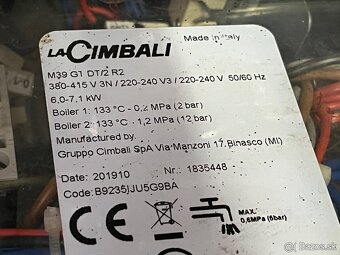 LACIMBALI
Made in Italy
M39 G1 DT/2 R2
380-415 V 3N / 220-240 V3 / 220-240 V 50/60 Hz
6,0-7,1 kW
Boiler 1: 133 °C - 0,2 MPa (2 bar)
Boiler 2: 133 °C - 1,2 MPa (12 bar)
Manufactured by
Gruppo Cimbali SpA Via Manzoni 17 Binasco (MI)
Date: 201910
Nr. 1835448
Code: B9235IJU5G9BA
CE
MAX.
0,6MPa (6bar)
bazos.sk